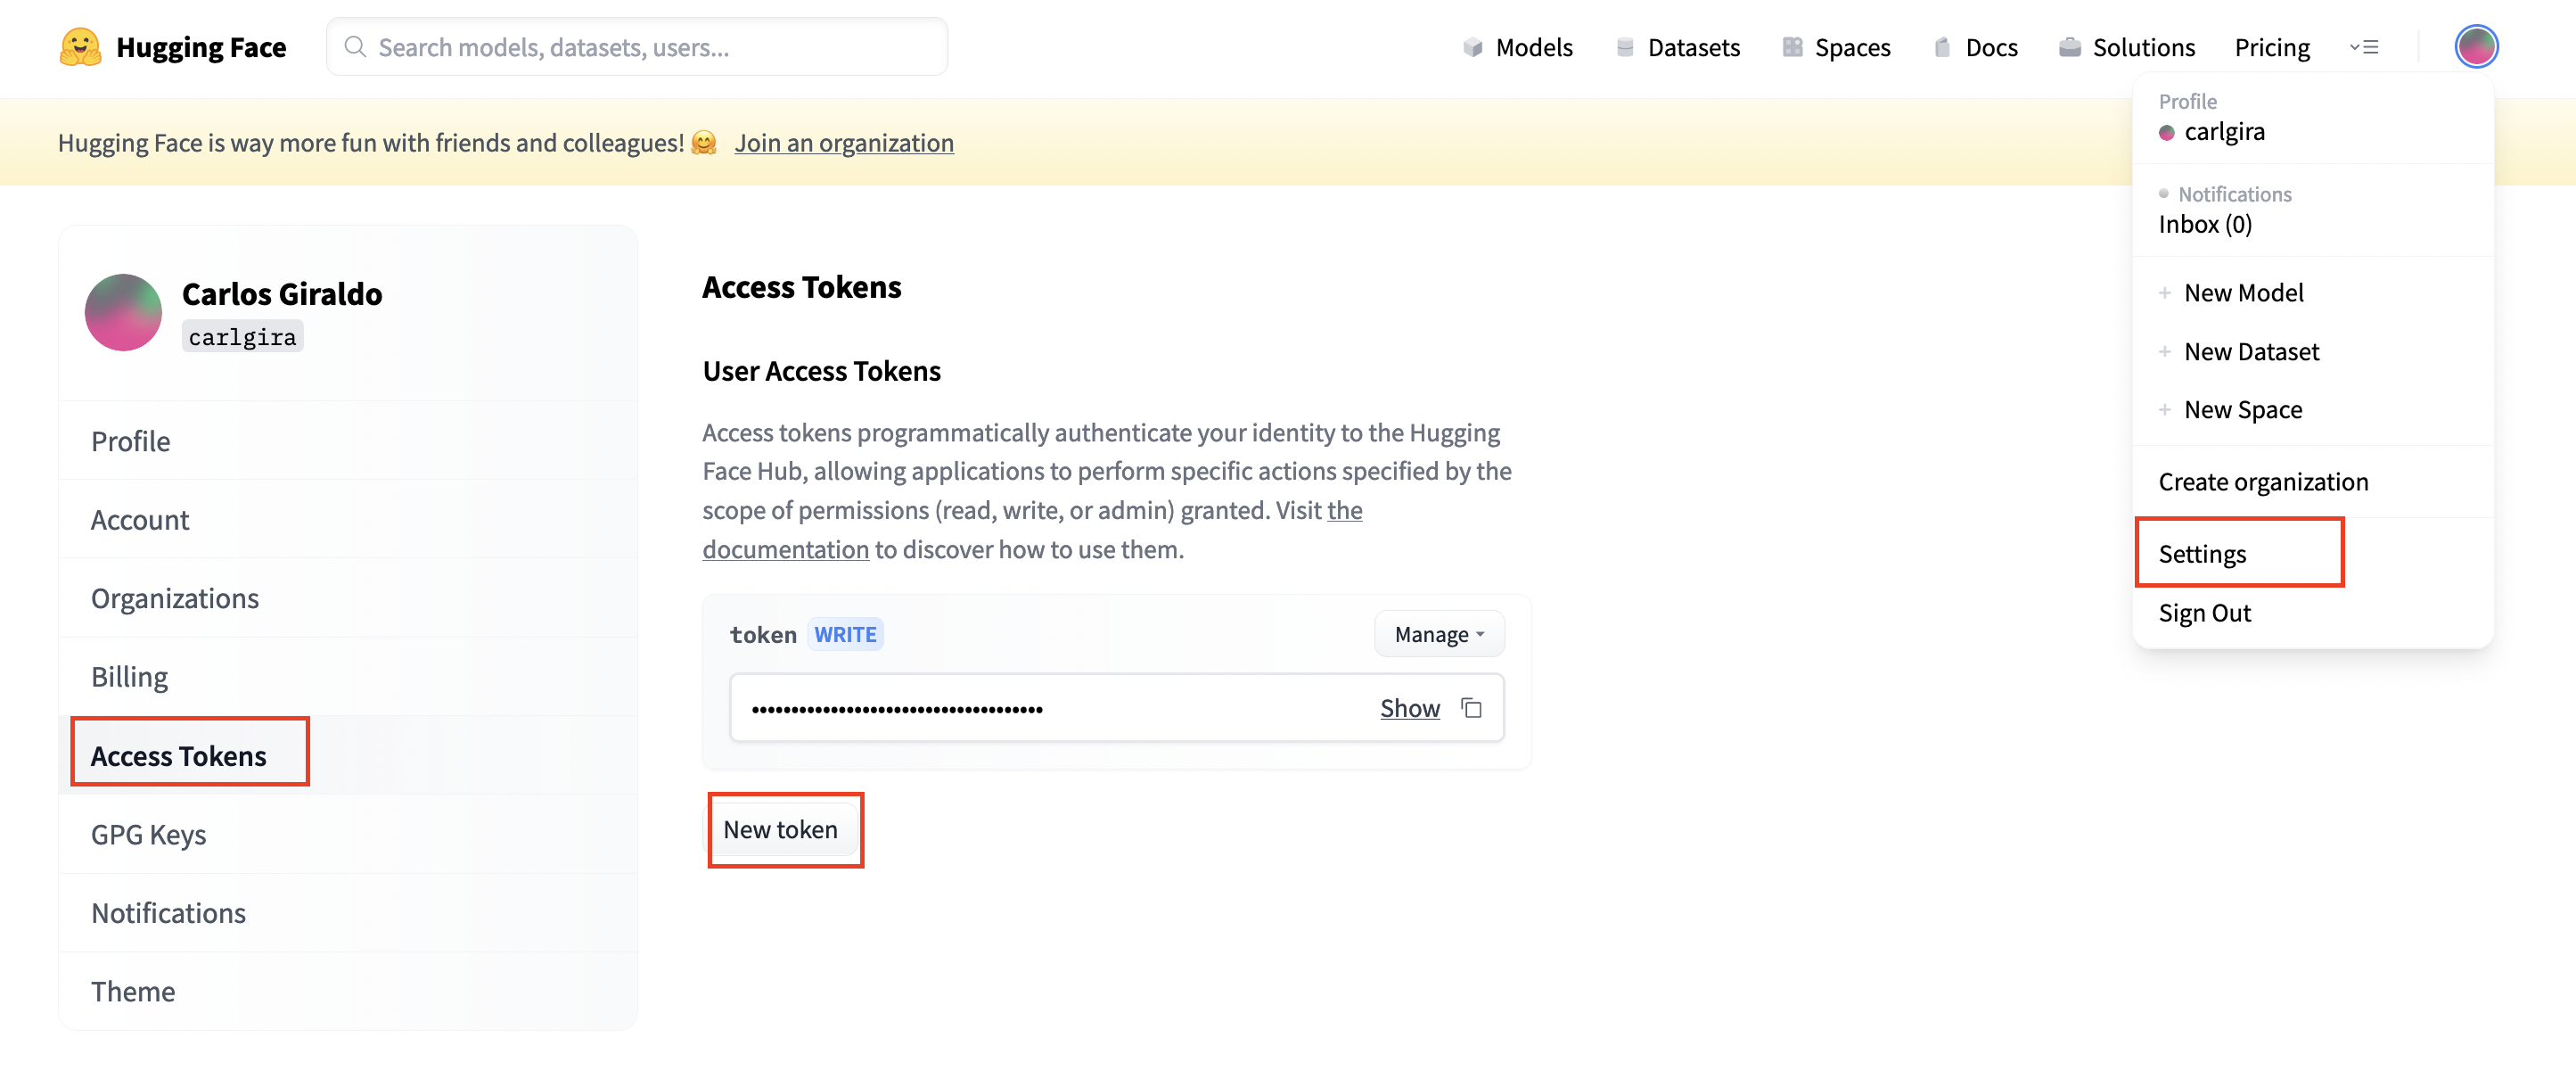 Hugging Face
Search models, datasets, users...
Models
Datasets
Spaces
Docs
Solutions
Pricing
Hugging Face is way more fun with friends and colleagues! 🤗 Join an organization
Profile
carlgira
Notifications
Inbox (0)
+ New Model
+ New Dataset
+ New Space
Create organization
Settings
Sign Out
Carlos Giraldo
carlgira
Profile
Account
Organizations
Billing
Access Tokens
GPG Keys
Notifications
Theme
Access Tokens
User Access Tokens
Access tokens programmatically authenticate your identity to the Hugging
Face Hub, allowing applications to perform specific actions specified by the
scope of permissions (read, write, or admin) granted. Visit the
documentation to discover how to use them.
token WRITE
Manage
•••••••••••••••••••••••••••••••••••••
Show
New token